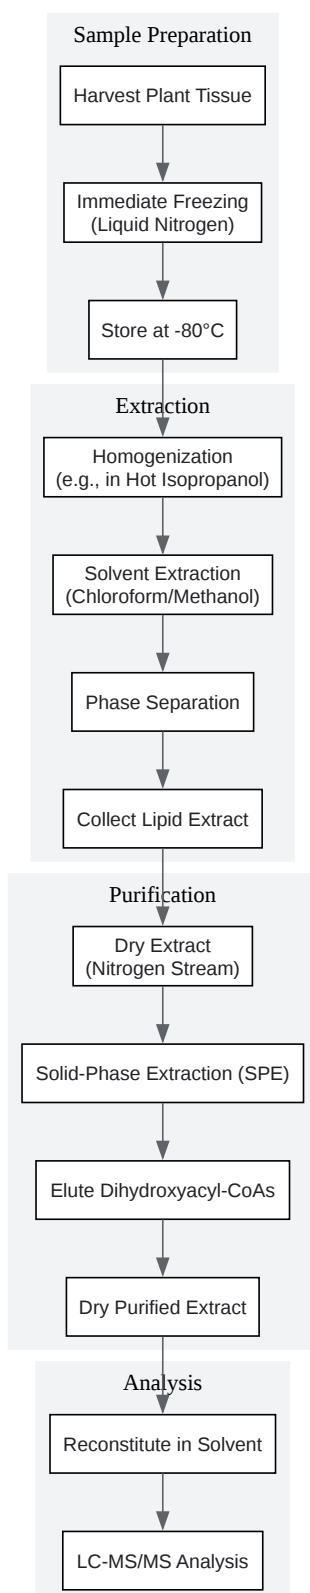 Sample Preparation
Harvest Plant Tissue
Immediate Freezing
(Liquid Nitrogen)
Store at -80°C
Extraction
Homogenization
(e.g., in Hot Isopropanol)
Solvent Extraction
(Chloroform/Methanol)
Phase Separation
Collect Lipid Extract
Purification
Dry Extract
(Nitrogen Stream)
Solid-Phase Extraction (SPE)
Elute Dihydroxyacyl-CoAs
Dry Purified Extract
Analysis
Reconstitute in Solvent
LC-MS/MS Analysis